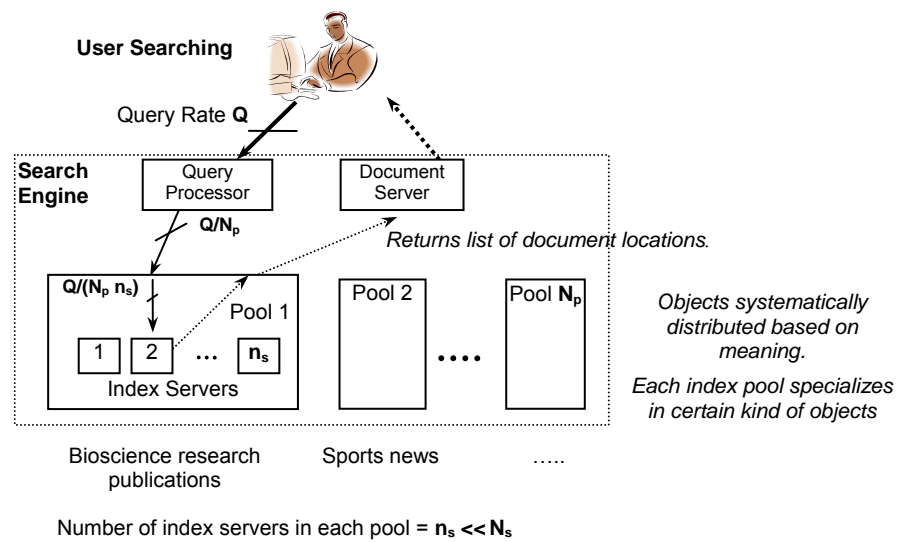 User Searching
Query Rate Q
Search
Engine
Query
Processor
Document
Server
Q/Np
Returns list of document locations.
Q/(Np ns)
Pool 1
1
2
...
ns
Index Servers
Pool 2
....
Pool Np
Objects systematically
distributed based on
meaning.
Each index pool specializes
in certain kind of objects
Bioscience research
publications
Sports news
.....
Number of index servers in each pool = ns << Ns